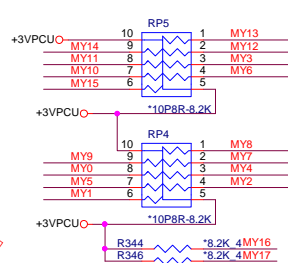 RP5
+3VPCU 10 1 MY13
MY14 9 2 MY12
MY11 8 3 MY3
MY10 7 4 MY6
MY15 6 5
+3VPCU *10P8R-8.2K
RP4
10 1 MY8
MY9 9 2 MY7
MY0 8 3 MY4
MY5 7 4 MY2
MY1 6 5
+3VPCU *10P8R-8.2K
R344 *8.2K_4 MY16
R346 *8.2K_4 MY17